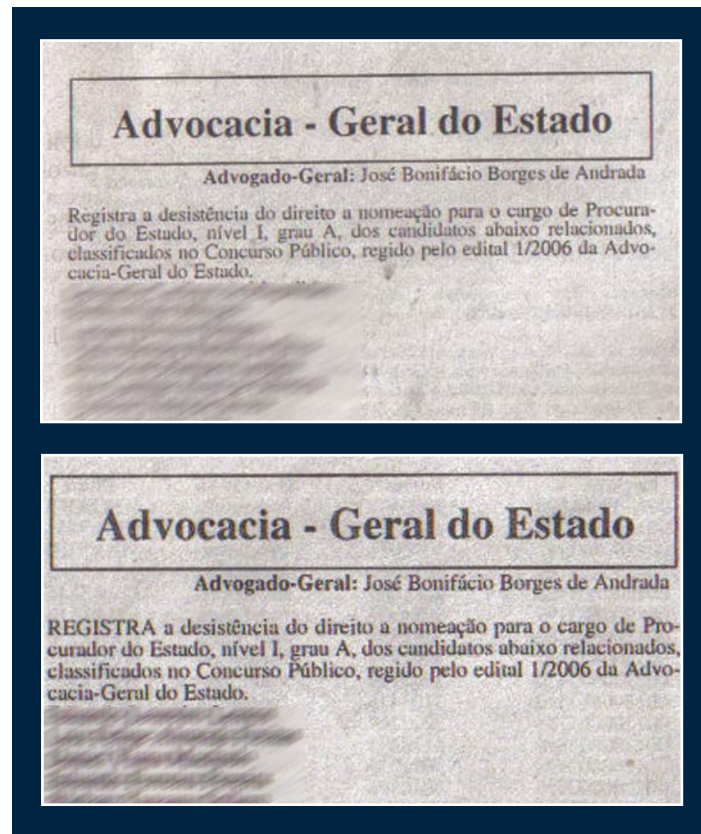 Advocacia - Geral do Estado
Advogado-Geral: José Bonifácio Borges de Andrada
Registra a desistência do direito a nomeação para o cargo de Procura-
dor do Estado, nível I, grau A, dos candidatos abaixo relacionados,
classificados no Concurso Público, regido pelo edital 1/2006 da Advo-
cacia-Geral do Estado.
Advocacia - Geral do Estado
Advogado-Geral: José Bonifácio Borges de Andrada
REGISTRA a desistência do direito a nomeação para o cargo de Pro-
curador do Estado, nível I, grau A, dos candidatos abaixo relacionados,
classificados no Concurso Público, regido pelo edital 1/2006 da Advo-
cacia-Geral do Estado.